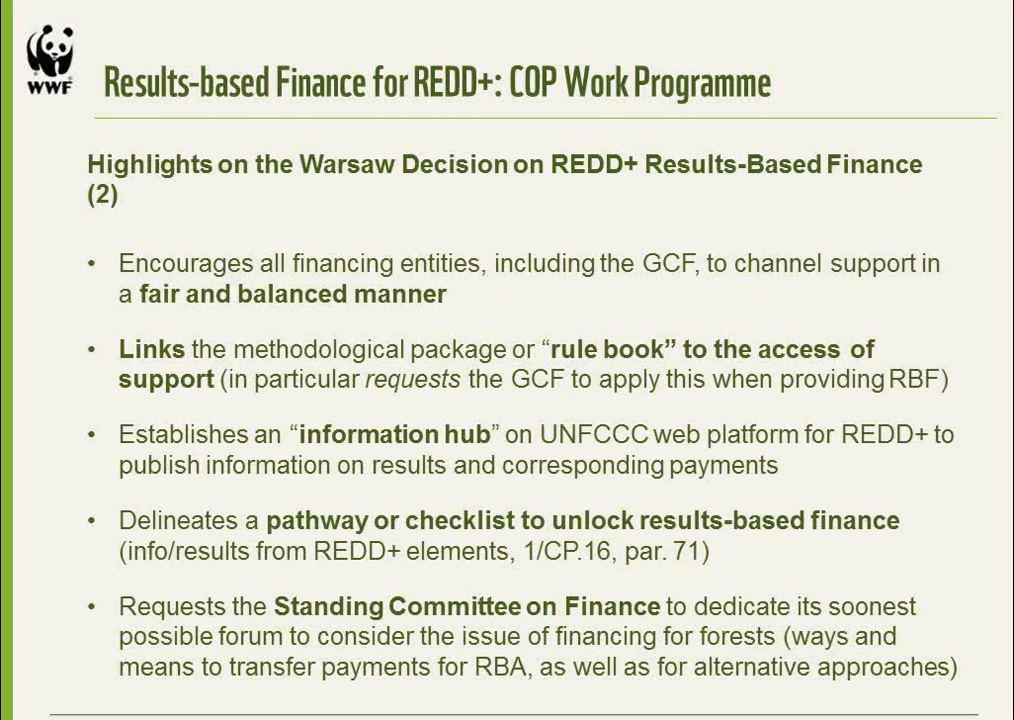 WWF
Results-based Finance for REDD+: COP Work Programme
Highlights on the Warsaw Decision on REDD+ Results-Based Finance
(2)
• Encourages all financing entities, including the GCF, to channel support in
a fair and balanced manner
• Links the methodological package or “rule book” to the access of
support (in particular requests the GCF to apply this when providing RBF)
• Establishes an “information hub” on UNFCCC web platform for REDD+ to
publish information on results and corresponding payments
• Delineates a pathway or checklist to unlock results-based finance
(info/results from REDD+ elements, 1/CP.16, par. 71)
• Requests the Standing Committee on Finance to dedicate its soonest
possible forum to consider the issue of financing for forests (ways and
means to transfer payments for RBA, as well as for alternative approaches)